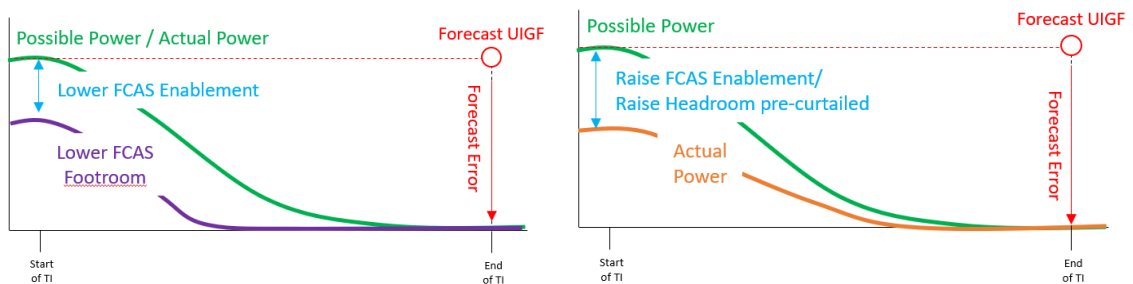 Possible Power / Actual Power
Forecast UIGF
Lower FCAS Enablement
Lower FCAS
Footroom
Forecast Error
Start
of TI
End
of TI
Forecast UIGF
Possible Power
Raise FCAS Enablement/
Raise Headroom pre-curtailed
Actual
Power
Forecast Error
Start
of TI
End
of TI